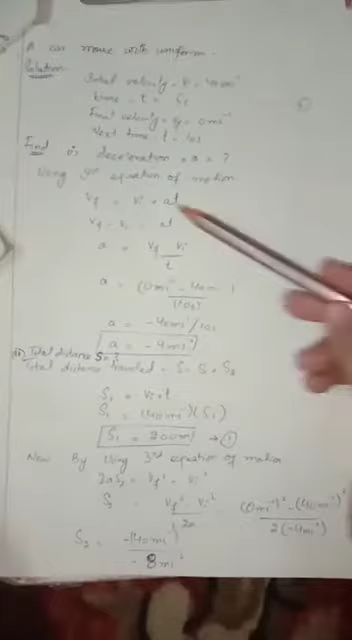 A car move with uniform.
Solution
Initial velocity = Vi = 40ms⁻¹
time = t = 5s
Final velocity = Vf = 0ms⁻¹
Next time t = 10s
Find (i) deceleration = a = ?
Using 1st equation of motion
Vf = Vi + at
Vf - Vi = at
a = Vf - Vi / t
a = (0ms⁻¹ - 40ms⁻¹) / (10s)
a = -40ms⁻¹/10s
a = -4ms⁻²
(ii) Total distance S = ?
Total distance traveled = S = S₁ + S₂
S₁ = Vi × t
S₁ = (40ms⁻¹)(5s)
S₁ = 200m → ①
Now By Using 3rd equation of motion
2aS₂ = Vf² - Vi²
S₂ = Vf² - Vi² / 2a
(0ms⁻¹)² - (40ms⁻¹)² / 2(-4ms⁻²)
S₂ = -(40ms⁻¹)² / -8ms⁻²